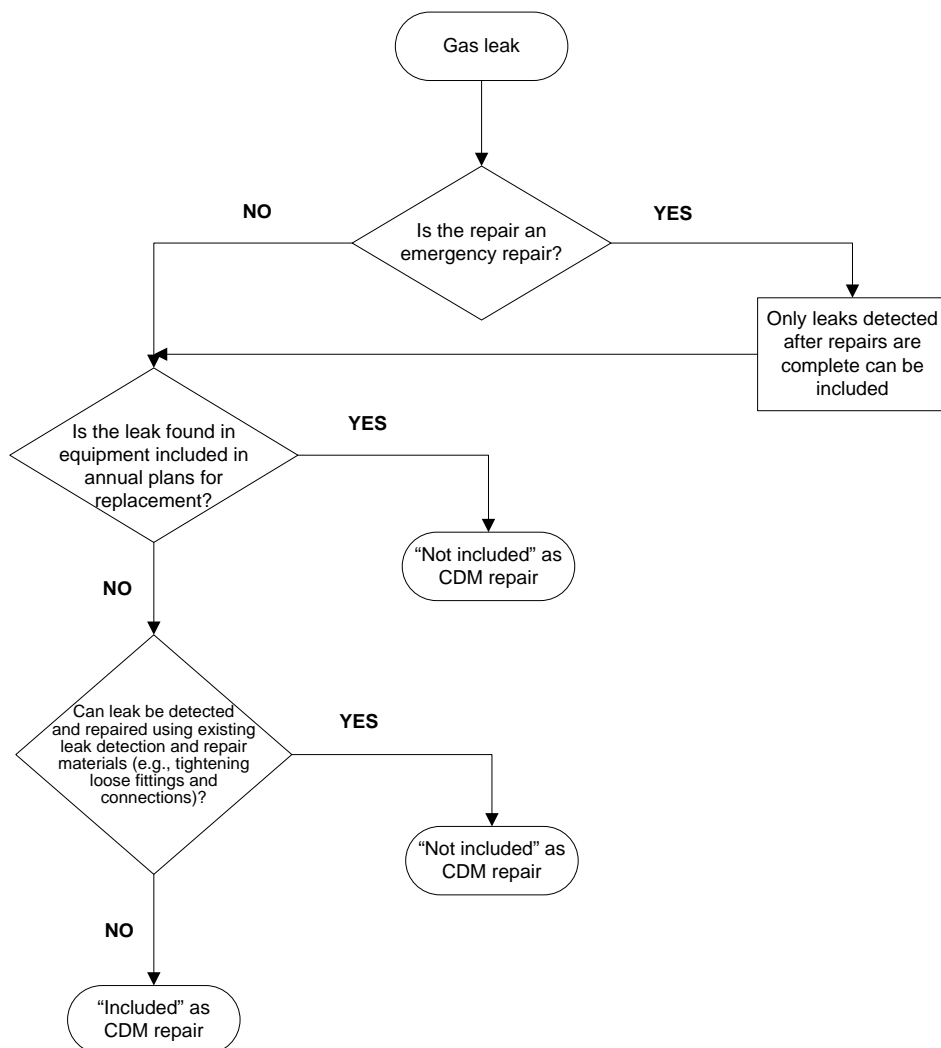 Gas leak
NO
YES
Is the repair an
emergency repair?
Only leaks detected
after repairs are
complete can be
included
Is the leak found in
equipment included in
annual plans for
replacement?
YES
“Not included” as
CDM repair
NO
Can leak be detected
and repaired using existing
leak detection and repair
materials (e.g., tightening
loose fittings and
connections)?
YES
“Not included” as
CDM repair
NO
“Included” as
CDM repair